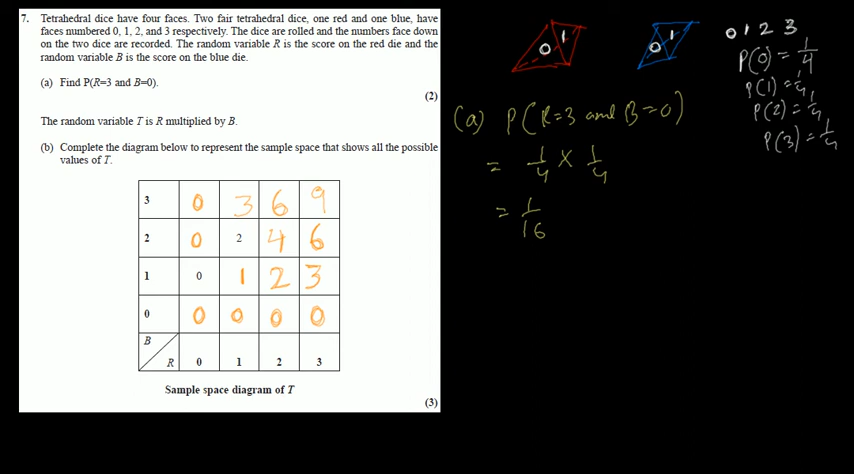 7. Tetrahedral dice have four faces. Two fair tetrahedral dice, one red and one blue, have
faces numbered 0, 1, 2, and 3 respectively. The dice are rolled and the numbers face down
on the two dice are recorded. The random variable R is the score on the red die and the
random variable B is the score on the blue die.
(a) Find P(R=3 and B=0).
(2)
The random variable T is R multiplied by B.
(b) Complete the diagram below to represent the sample space that shows all the possible
values of T.
3 0 3 6 9
2 0 2 4 6
1 0 1 2 3
0 0 0 0 0
B
R 0 1 2 3
Sample space diagram of T
(3)
0 1
0 1
0 1 2 3
P(0) = 1/4
P(1) = 1/4
P(2) = 1/4
P(3) = 1/4
(a) P(R=3 and B=0)
= 1/4 × 1/4
= 1/16